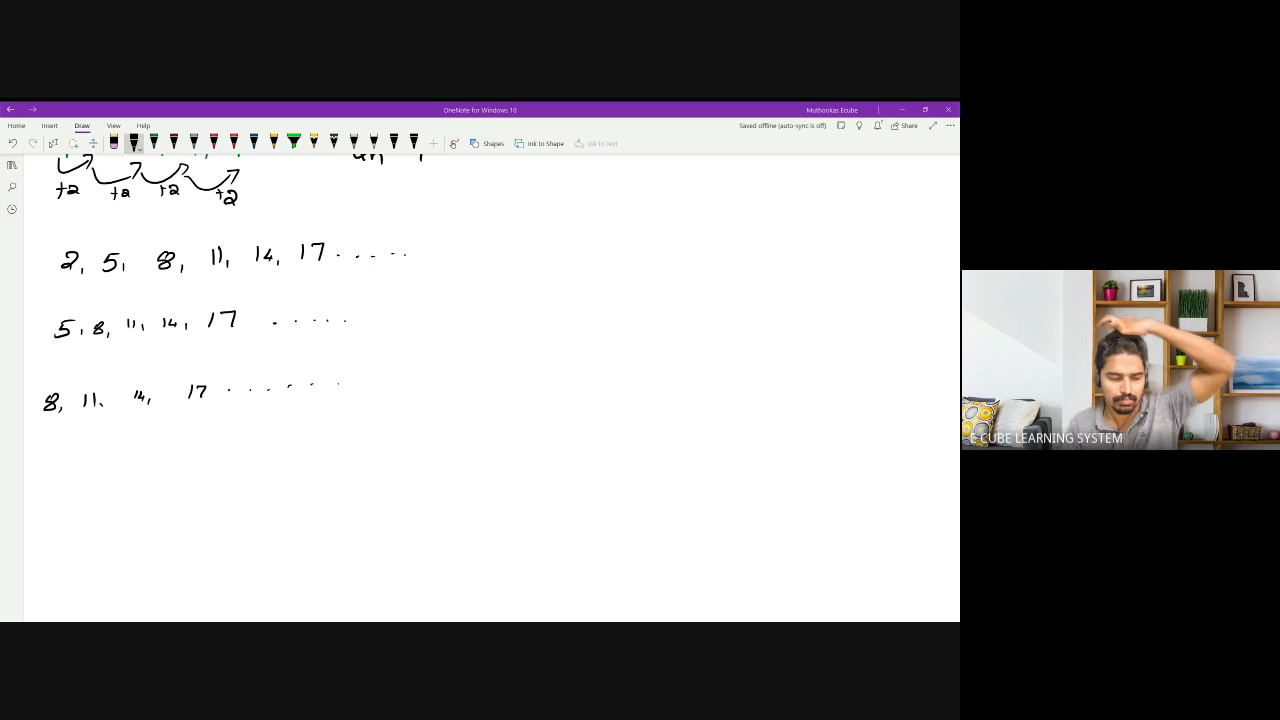 OneNote for Windows 10
Muthookas Ecube
Home Insert Draw View Help
Saved offline (auto-sync is off)
Share
Shapes
Ink to Shape
Ink to Text
+2 +2 +2 +2
2, 5, 8, 11, 14, 17 . . . . .
5, 8, 11, 14, 17 . . . . .
8, 11, 14, 17 . . . . . .
E CUBE LEARNING SYSTEM